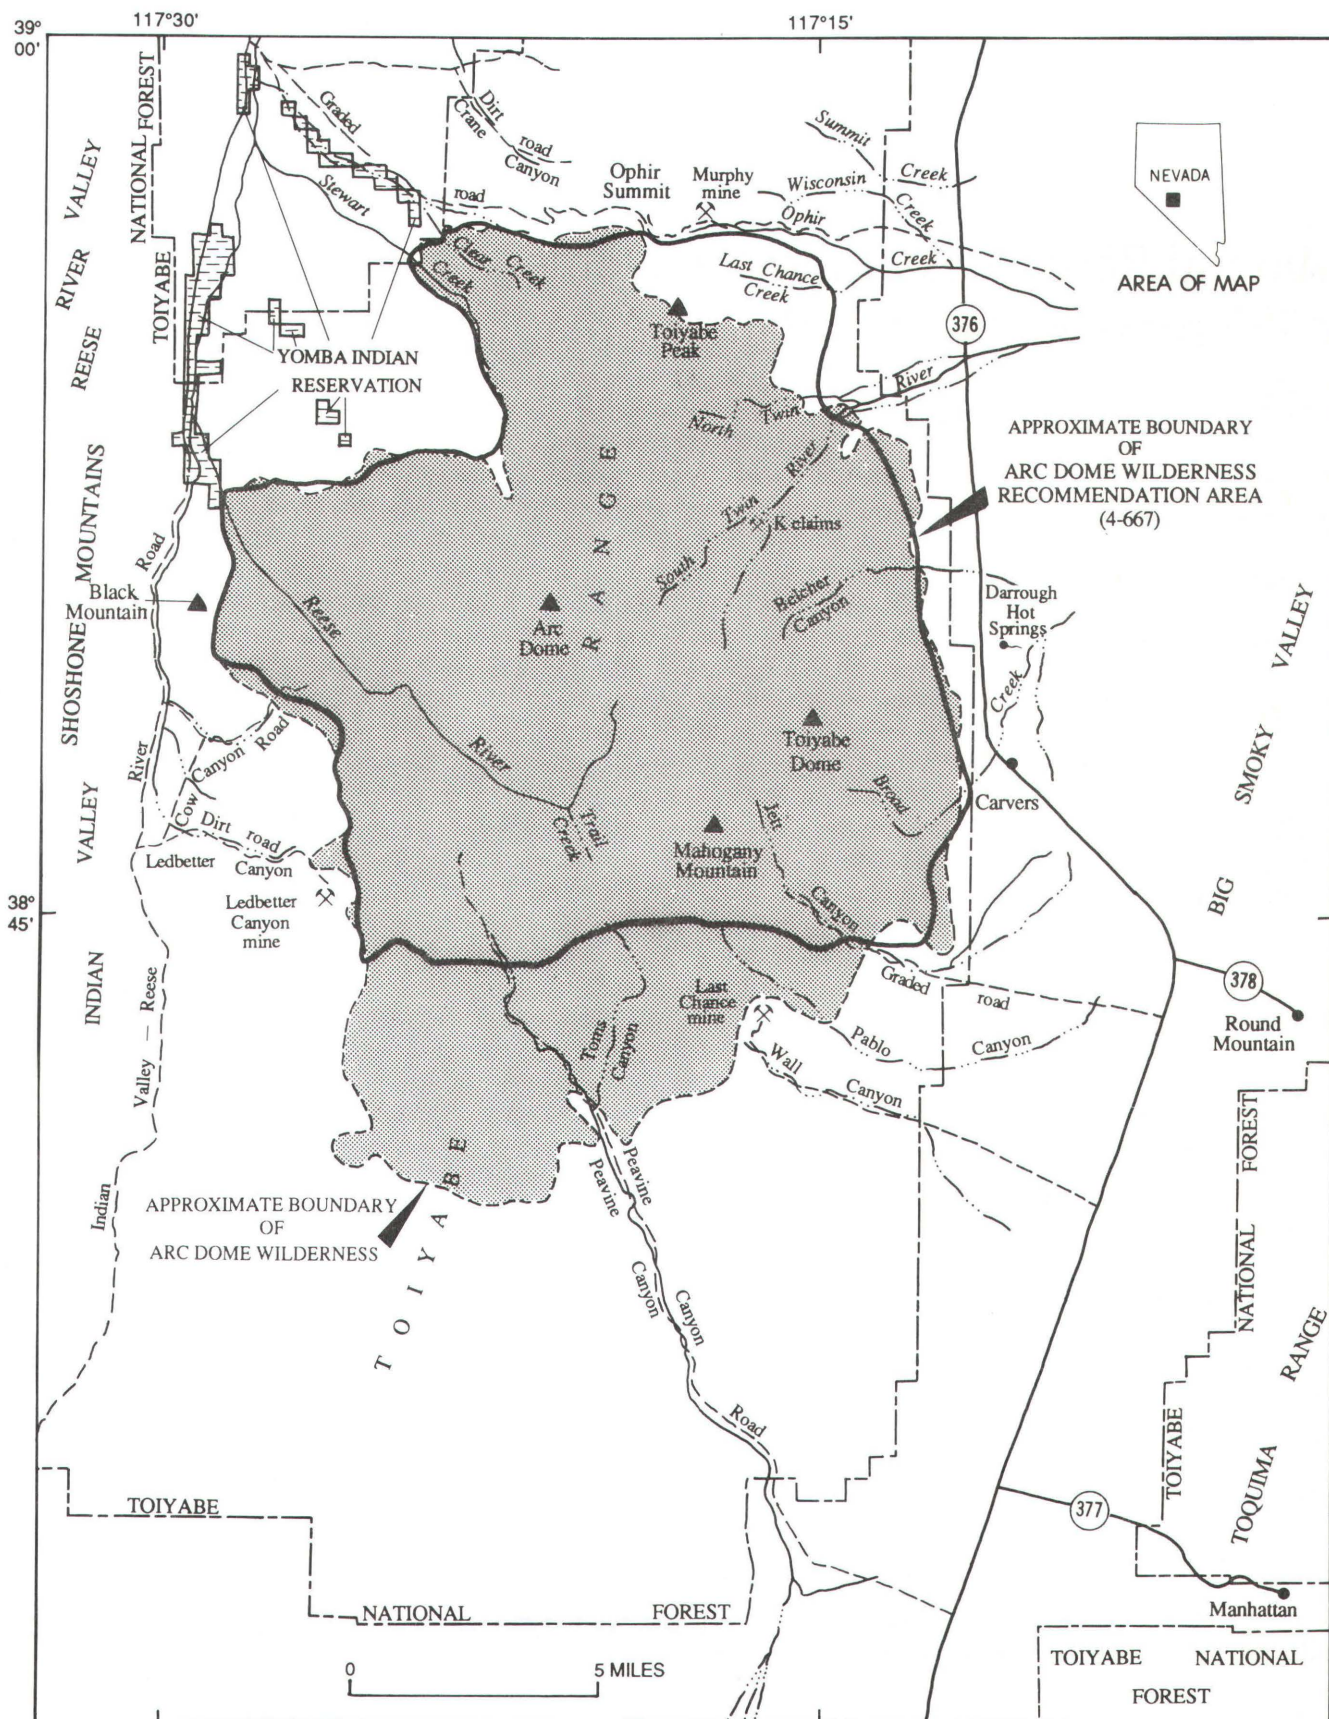 117°30'
117°15'
39°
00'
NATIONAL FOREST
TOIYABE
REESE RIVER VALLEY
Graded
road
Dirt
road
Crane
Canyon
Stewart
Creek
Clear
Creek
Ophir
Summit
Murphy
mine
Summit
Creek
Wisconsin
Creek
Ophir
Creek
Last Chance
Creek
NEVADA
AREA OF MAP
376
Toiyabe
Peak
YOMBA INDIAN
RESERVATION
North
Twin
River
APPROXIMATE BOUNDARY
OF
ARC DOME WILDERNESS
RECOMMENDATION AREA
(4-667)
South
Twin
River
K claims
SHOSHONE MOUNTAINS
Road
River
Black
Mountain
Reese
River
Arc
Dome
Belcher
Canyon
Darrough
Hot
Springs
Creek
BIG SMOKY VALLEY
Toiyabe
Dome
Broad
Carvers
Cow
Canyon
Road
Dirt road
Ledbetter
Canyon
Trail
Creek
Mahogany
Mountain
Jett
Canyon
Ledbetter
Canyon
mine
38°
45'
INDIAN VALLEY
Graded
road
378
Round
Mountain
Last
Chance
mine
Toms
Canyon
Pablo
Canyon
Wall
Canyon
Indian
Valley
Reese
Peavine
Canyon
Peavine
Canyon
Road
APPROXIMATE BOUNDARY
OF
ARC DOME WILDERNESS
TOIYABE RANGE
TOIYABE
NATIONAL
FOREST
TOQUIMA RANGE
377
Manhattan
TOIYABE
NATIONAL
FOREST
TOIYABE NATIONAL
FOREST
0
5 MILES